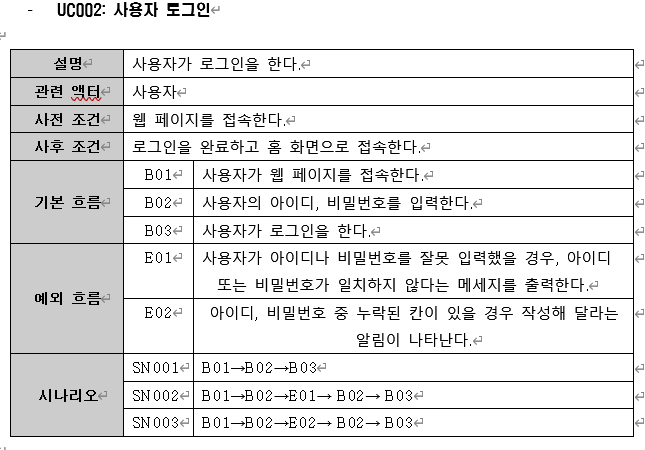 - UC002: 사용자 토그인
설명 사용자가 로그인을 한다.
관련 액터 사용자
사전 조건 웹 페이지를 접속한다.
사후 조건 로그인을 완료하고 홈 화면으로 접속한다.
기본 흐름
B01 사용자가 웹 페이지를 접속한다.
B02 사용자의 아이디, 비밀번호를 입력한다.
B03 사용자가 로그인을 한다.
예외 흐름
E01 사용자가 아이디나 비밀번호를 잘못 입력했을 경우, 아이디
또는 비밀번호가 일치하지 않다는 메세지를 출력한다.
E02 아이디, 비밀번호 중 누락된 칸이 있을 경우 작성해 달라는
알림이 나타난다.
시나리오
SN001 B01→B02→B03
SN002 B01→B02→E01→ B02→ B03
SN003 B01→B02→E02→ B02→ B03